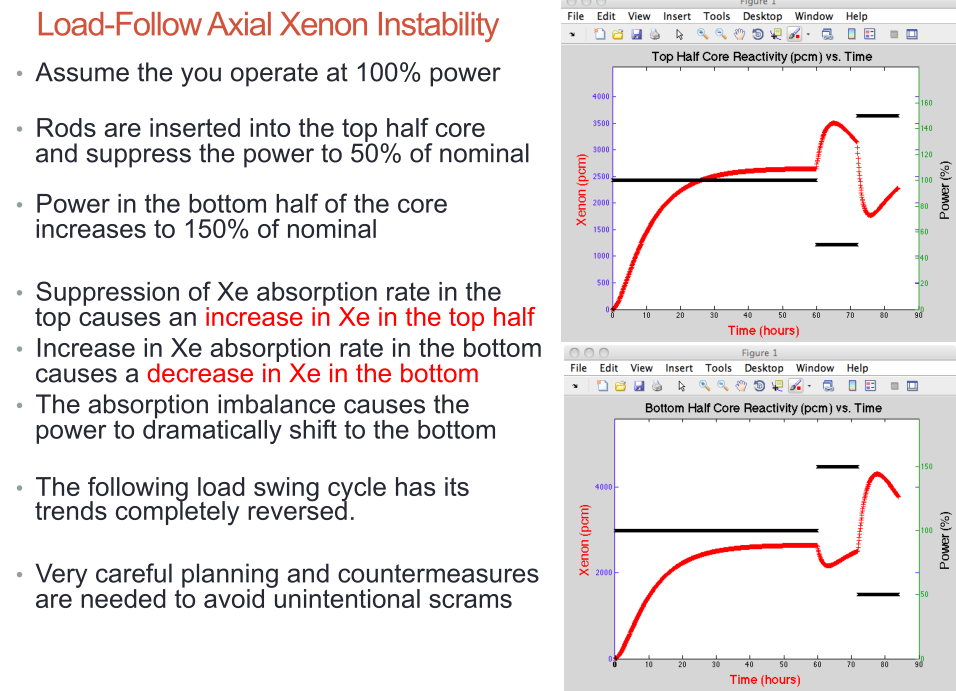 Load-Follow Axial Xenon Instability
• Assume the you operate at 100% power
• Rods are inserted into the top half core
and suppress the power to 50% of nominal
• Power in the bottom half of the core
increases to 150% of nominal
• Suppression of Xe absorption rate in the
top causes an increase in Xe in the top half
• Increase in Xe absorption rate in the bottom
causes a decrease in Xe in the bottom
• The absorption imbalance causes the
power to dramatically shift to the bottom
• The following load swing cycle has its
trends completely reversed.
• Very careful planning and countermeasures
are needed to avoid unintentional scrams
Figure 1
File Edit View Insert Tools Desktop Window Help
Top Half Core Reactivity (pcm) vs. Time
Xenon (pcm)
4000
3500
3000
2500
2000
1500
1000
500
0
160
140
120
100
80
60
40
20
0
Power (%)
0 10 20 30 40 50 60 70 80 90
Time (hours)
Figure 1
File Edit View Insert Tools Desktop Window Help
Bottom Half Core Reactivity (pcm) vs. Time
Xenon (pcm)
4000
2000
0
150
100
50
0
Power (%)
0 10 20 30 40 50 60 70 80 90
Time (hours)